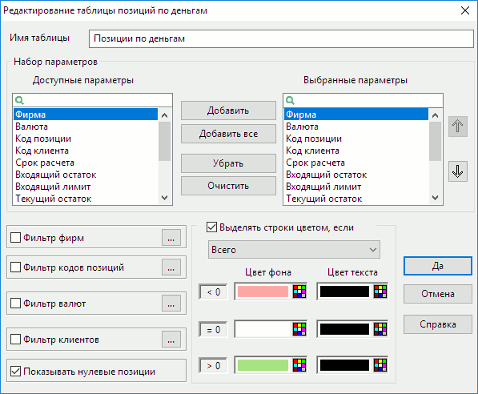 Редактирование таблицы позиций по деньгам
Имя таблицы
Позиции по деньгам
Набор параметров
Доступные параметры
Фирма
Валюта
Код позиции
Код клиента
Срок расчета
Входящий остаток
Входящий лимит
Текущий остаток
Добавить
Добавить все
Убрать
Очистить
Выбранные параметры
Фирма
Валюта
Код позиции
Код клиента
Срок расчета
Входящий остаток
Входящий лимит
Текущий остаток
Фильтр фирм ...
Фильтр кодов позиций ...
Фильтр валют ...
Фильтр клиентов ...
Показывать нулевые позиции
Выделять строки цветом, если
Всего
Цвет фона Цвет текста
< 0
= 0
> 0
Да
Отмена
Справка